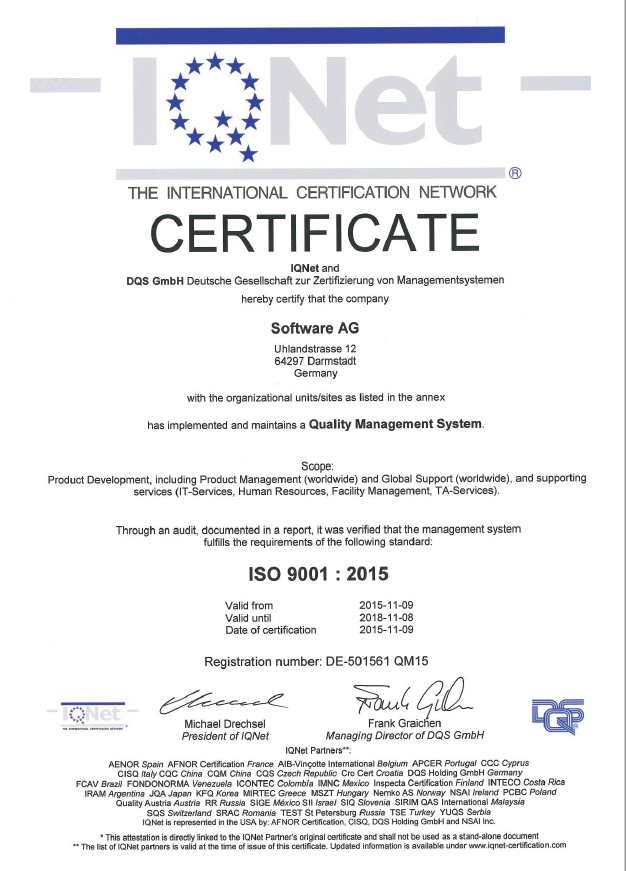 IQNet
®
THE INTERNATIONAL CERTIFICATION NETWORK
CERTIFICATE
IQNet and
DQS GmbH Deutsche Gesellschaft zur Zertifizierung von Managementsystemen
hereby certify that the company
Software AG
Uhlandstrasse 12
64297 Darmstadt
Germany
with the organizational units/sites as listed in the annex
has implemented and maintains a Quality Management System.
Scope:
Product Development, including Product Management (worldwide) and Global Support (worldwide), and supporting
services (IT-Services, Human Resources, Facility Management, TA-Services).
Through an audit, documented in a report, it was verified that the management system
fulfills the requirements of the following standard:
ISO 9001 : 2015
Valid from 2015-11-09
Valid until 2018-11-08
Date of certification 2015-11-09
Registration number: DE-501561 QM15
IQNet
THE INTERNATIONAL CERTIFICATION NETWORK
Michael Drechsel
President of IQNet
Frank Graichen
Managing Director of DQS GmbH
DQS
IQNet Partners**:
AENOR Spain AFNOR Certification France AIB-Vinçotte International Belgium APCER Portugal CCC Cyprus
CISQ Italy CQC China CQM China CQS Czech Republic Cro Cert Croatia DQS Holding GmbH Germany
FCAV Brazil FONDONORMA Venezuela ICONTEC Colombia IMNC Mexico Inspecta Certification Finland INTECO Costa Rica
IRAM Argentina JQA Japan KFQ Korea MIRTEC Greece MSZT Hungary Nemko AS Norway NSAI Ireland PCBC Poland
Quality Austria Austria RR Russia SIGE México SII Israel SIQ Slovenia SIRIM QAS International Malaysia
SQS Switzerland SRAC Romania TEST St Petersburg Russia TSE Turkey YUQS Serbia
IQNet is represented in the USA by: AFNOR Certification, CISQ, DQS Holding GmbH and NSAI Inc.
* This attestation is directly linked to the IQNet Partner's original certificate and shall not be used as a stand-alone document
** The list of IQNet partners is valid at the time of issue of this certificate. Updated information is available under www.iqnet-certification.com